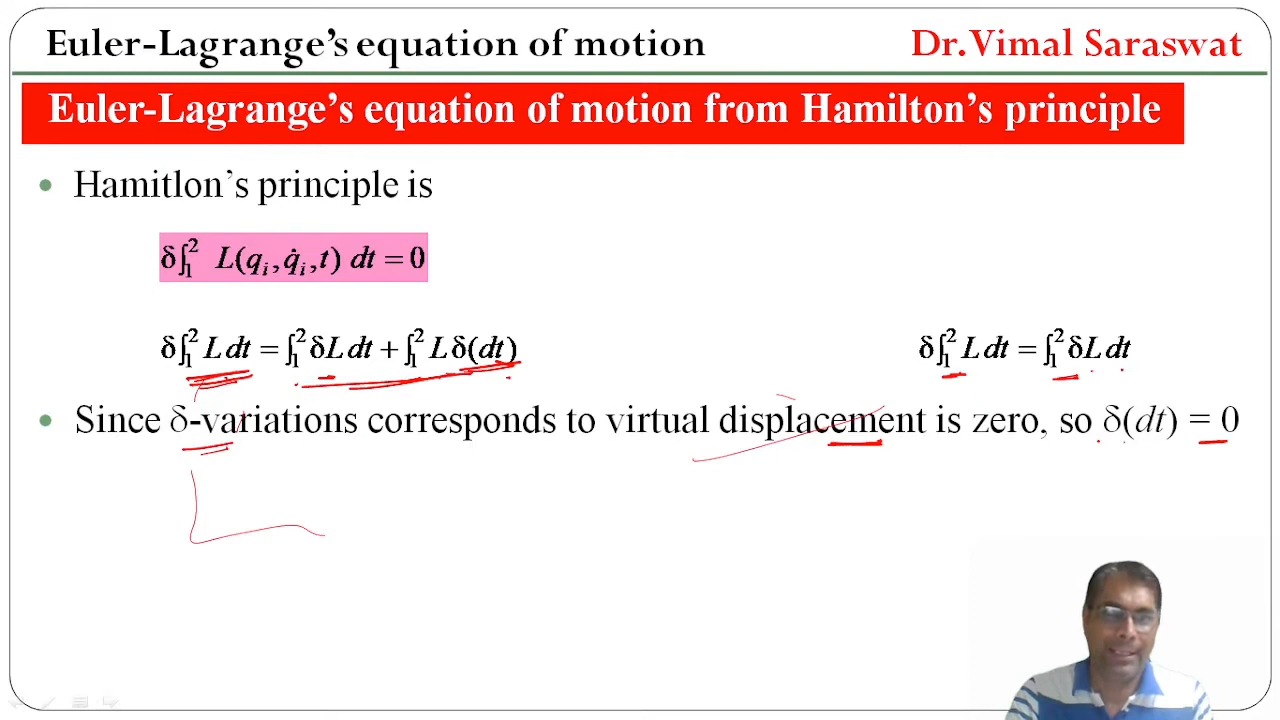 Euler-Lagrange's equation of motion Dr. Vimal Saraswat
Euler-Lagrange's equation of motion from Hamilton's principle
• Hamitlon's principle is
δ∫₁² L(qᵢ, q̇ᵢ, t) dt = 0
δ∫₁² L dt = ∫₁² δL dt + ∫₁² Lδ(dt) δ∫₁² L dt = ∫₁² δL dt
• Since δ-variations corresponds to virtual displacement is zero, so δ(dt) = 0